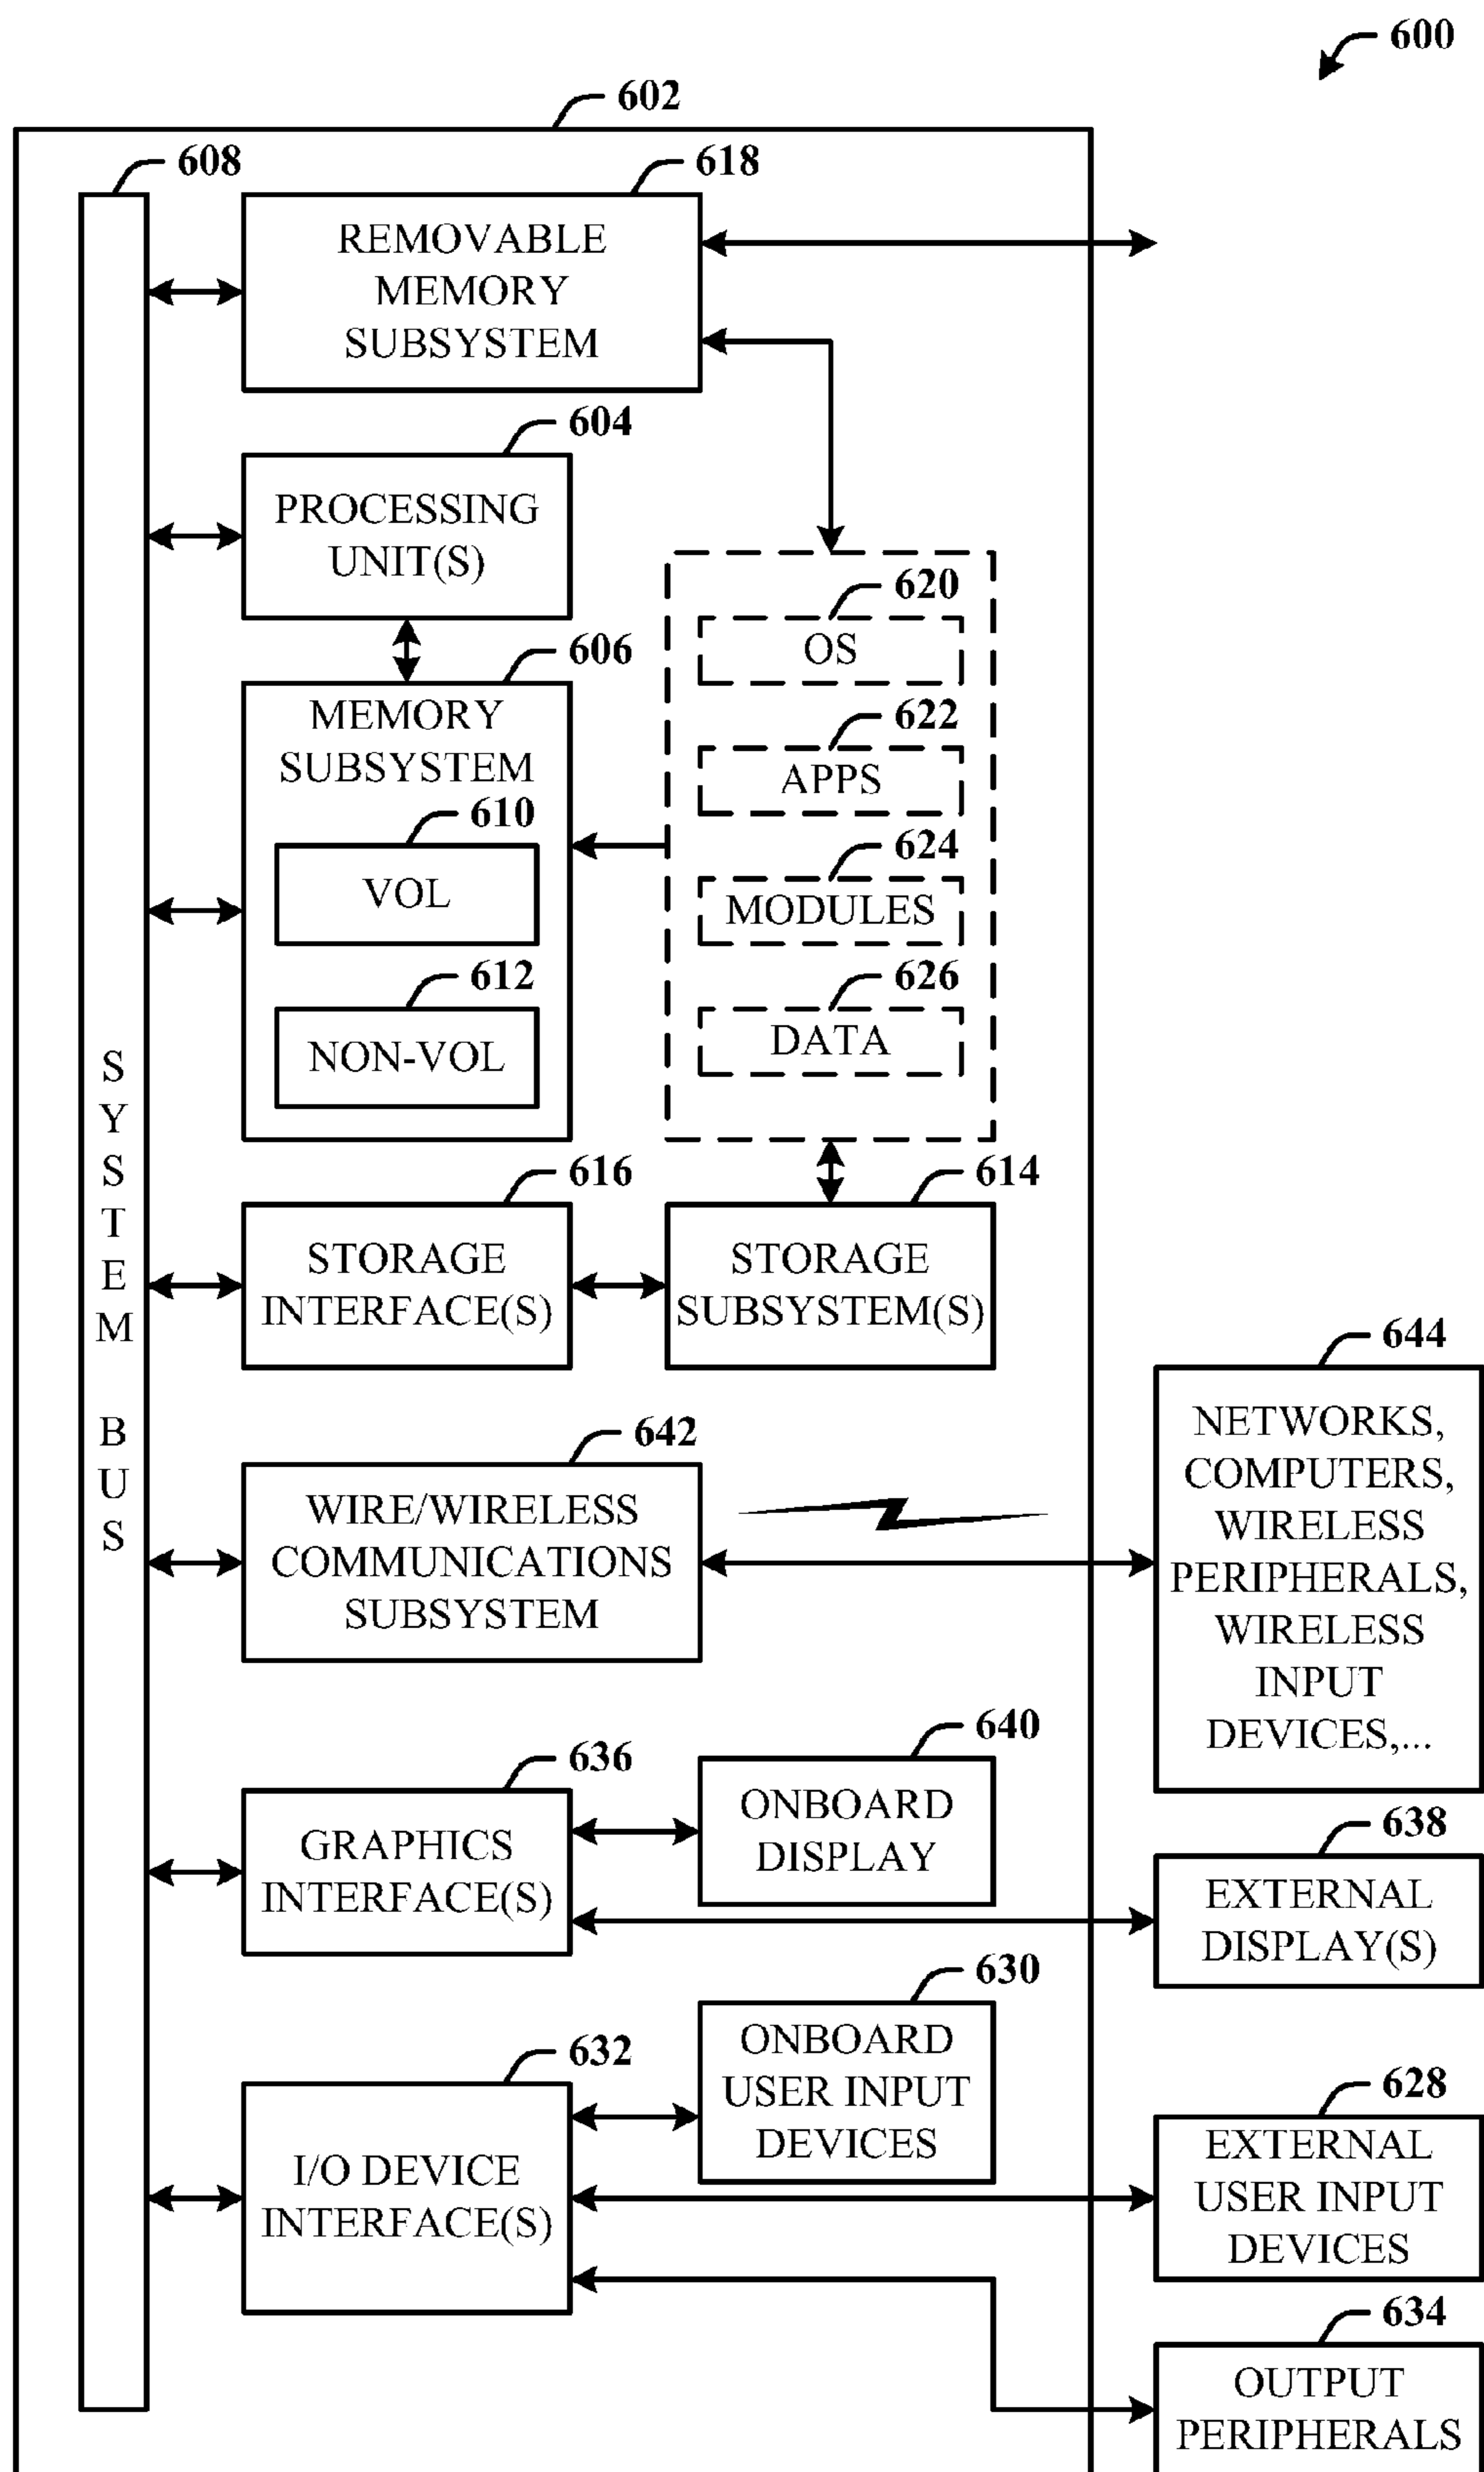 600
602
608
618
REMOVABLE
MEMORY
SUBSYSTEM
604
PROCESSING
UNIT(S)
620
OS
606
MEMORY
SUBSYSTEM
622
APPS
610
VOL
624
MODULES
612
NON-VOL
626
DATA
SYSTEM BUS
616
STORAGE
INTERFACE(S)
614
STORAGE
SUBSYSTEM(S)
644
NETWORKS,
COMPUTERS,
WIRELESS
PERIPHERALS,
WIRELESS
INPUT
DEVICES,...
642
WIRE/WIRELESS
COMMUNICATIONS
SUBSYSTEM
640
ONBOARD
DISPLAY
636
GRAPHICS
INTERFACE(S)
638
EXTERNAL
DISPLAY(S)
630
ONBOARD
USER INPUT
DEVICES
632
I/O DEVICE
INTERFACE(S)
628
EXTERNAL
USER INPUT
DEVICES
634
OUTPUT
PERIPHERALS